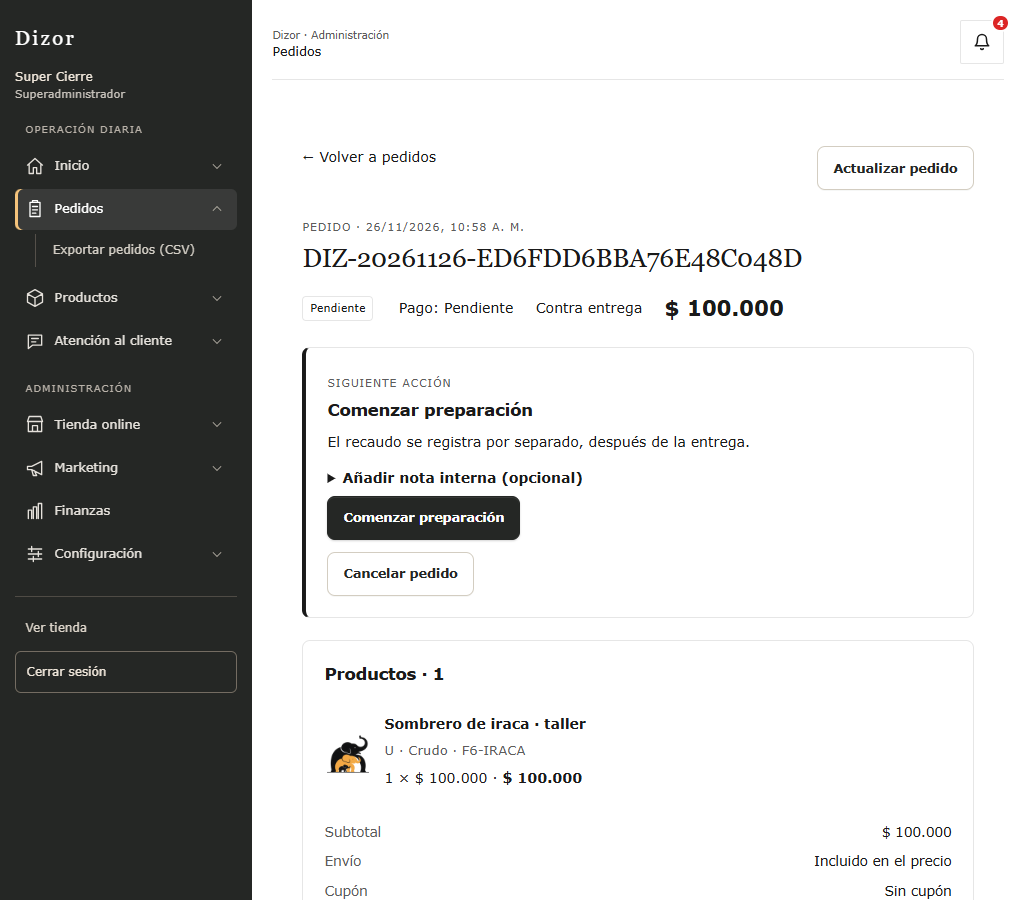 Dizor
Super Cierre
Superadministrador
OPERACIÓN DIARIA
Inicio
Pedidos
Exportar pedidos (CSV)
Productos
Atención al cliente
ADMINISTRACIÓN
Tienda online
Marketing
Finanzas
Configuración
Ver tienda
Cerrar sesión
Dizor · Administración
Pedidos
4
← Volver a pedidos
Actualizar pedido
PEDIDO · 26/11/2026, 10:58 A. M.
DIZ-20261126-ED6FDD6BBA76E48C048D
Pendiente
Pago: Pendiente
Contra entrega
$ 100.000
SIGUIENTE ACCIÓN
Comenzar preparación
El recaudo se registra por separado, después de la entrega.
Añadir nota interna (opcional)
Comenzar preparación
Cancelar pedido
Productos · 1
Sombrero de iraca · taller
U · Crudo · F6-IRACA
1 × $ 100.000 · $ 100.000
Subtotal $ 100.000
Envío Incluido en el precio
Cupón Sin cupón